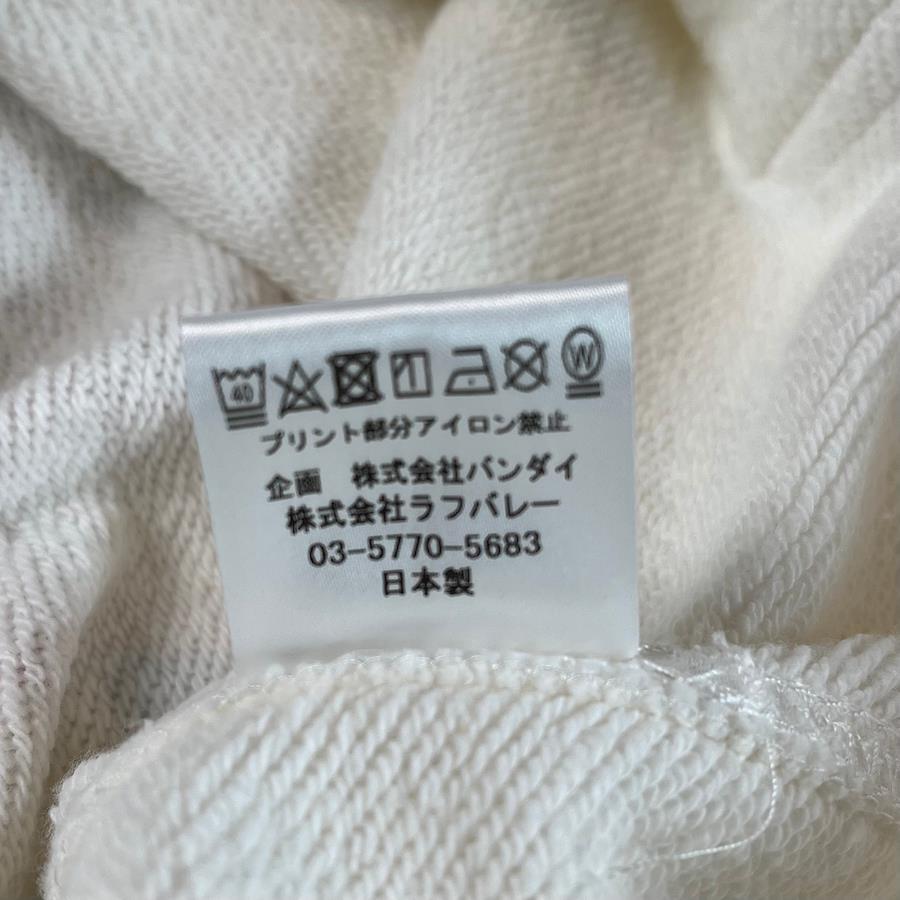 40 W
プリント部分アイロン禁止
企画　株式会社バンダイ
株式会社ラフバレー
03-5770-5683
日本製